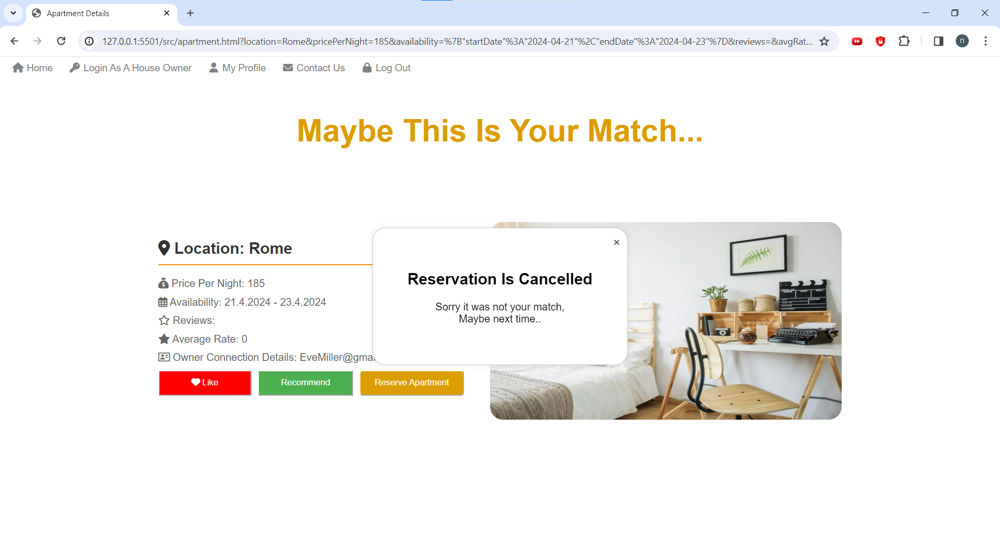 Apartment Details
127.0.0.1:5501/src/apartment.html?location=Rome&pricePerNight=185&availability=%7B"startDate"%3A"2024-04-21"%2C"endDate"%3A"2024-04-23"%7D&reviews=&avgRat...
n
Home Login As A House Owner My Profile Contact Us Log Out
Maybe This Is Your Match...
Location: Rome
Price Per Night: 185
Availability: 21.4.2024 - 23.4.2024
Reviews:
Average Rate: 0
Owner Connection Details: EveMiller@gma
Like Recommend Reserve Apartment
×
Reservation Is Cancelled
Sorry it was not your match,
Maybe next time..